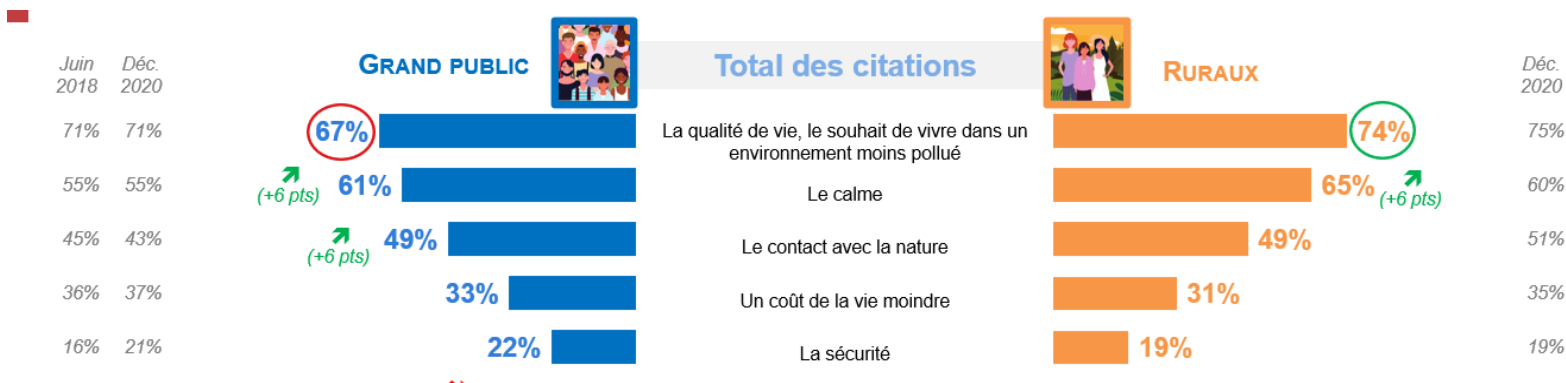 Juin 2018 Déc. 2020 GRAND PUBLIC Total des citations RURAUX Déc. 2020
71% 71% 67% La qualité de vie, le souhait de vivre dans un environnement moins pollué 74% 75%
55% 55% (+6 pts) 61% Le calme 65% (+6 pts) 60%
45% 43% (+6 pts) 49% Le contact avec la nature 49% 51%
36% 37% 33% Un coût de la vie moindre 31% 35%
16% 21% 22% La sécurité 19% 19%